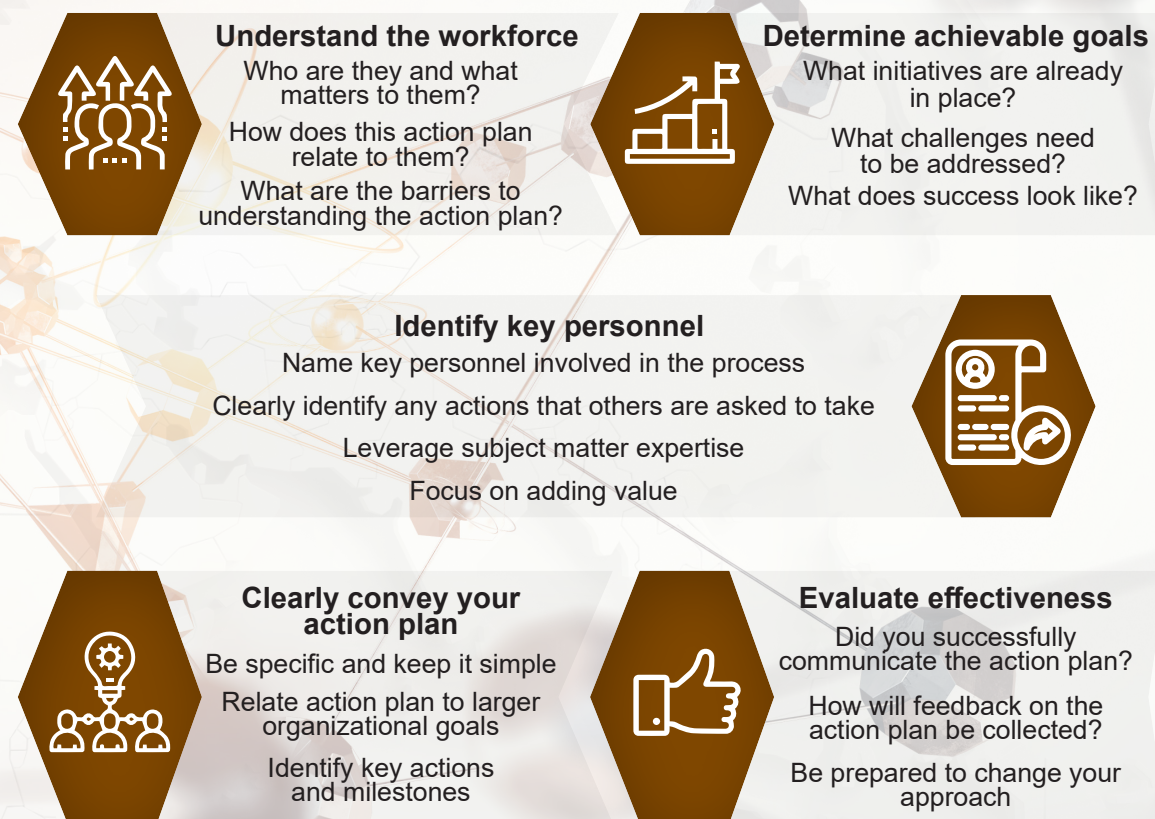 Understand the workforce
Who are they and what
matters to them?
How does this action plan
relate to them?
What are the barriers to
understanding the action plan?
Determine achievable goals
What initiatives are already
in place?
What challenges need
to be addressed?
What does success look like?
Identify key personnel
Name key personnel involved in the process
Clearly identify any actions that others are asked to take
Leverage subject matter expertise
Focus on adding value
Clearly convey your
action plan
Be specific and keep it simple
Relate action plan to larger
organizational goals
Identify key actions
and milestones
Evaluate effectiveness
Did you successfully
communicate the action plan?
How will feedback on the
action plan be collected?
Be prepared to change your
approach